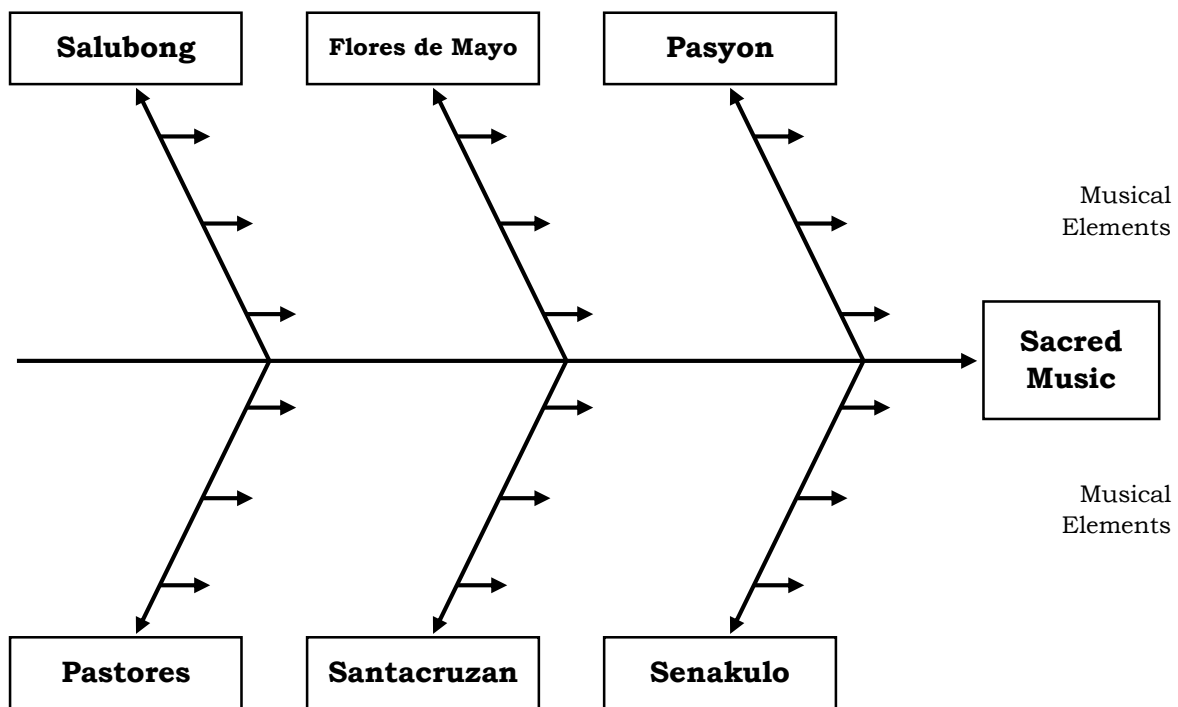 Salubong
Flores de Mayo
Pasyon
Musical
Elements
Sacred
Music
Musical
Elements
Pastores
Santacruzan
Senakulo